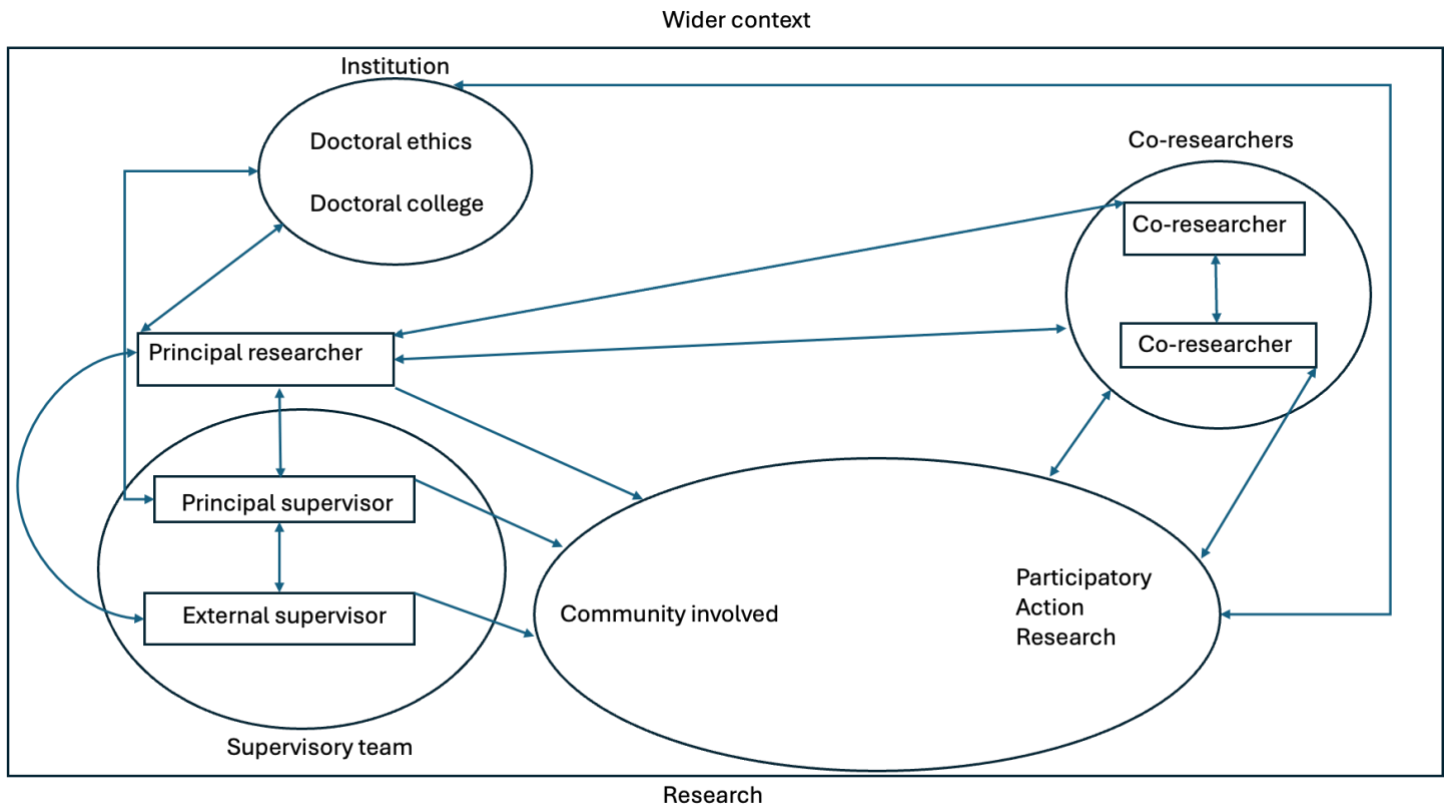 Wider context
Institution
Doctoral ethics
Doctoral college
Co-researchers
Co-researcher
Co-researcher
Principal researcher
Principal supervisor
External supervisor
Supervisory team
Community involved
Participatory
Action
Research
Research